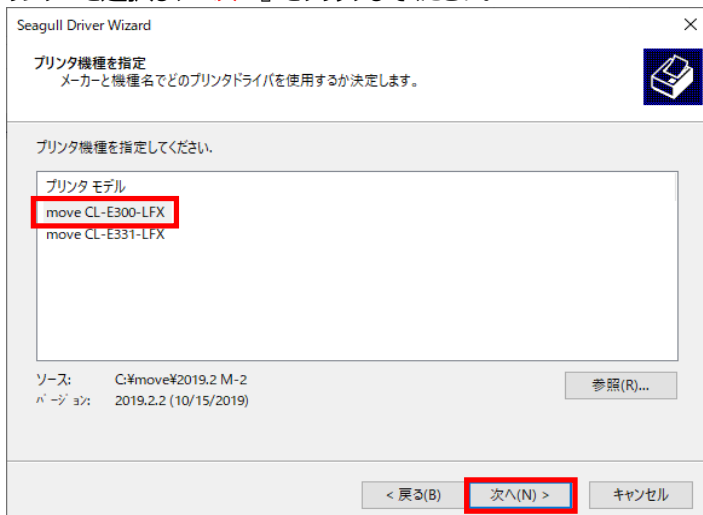 Seagull Driver Wizard
プリンタ機種を指定
メーカーと機種名でどのプリンタドライバを使用するか決定します。
プリンタ機種を指定してください.
プリンタ モデル
move CL-E300-LFX
move CL-E331-LFX
ソース: C:¥move¥2019.2 M-2
参照(R)...
バージョン: 2019.2.2 (10/15/2019)
< 戻る(B) 次へ(N) > キャンセル